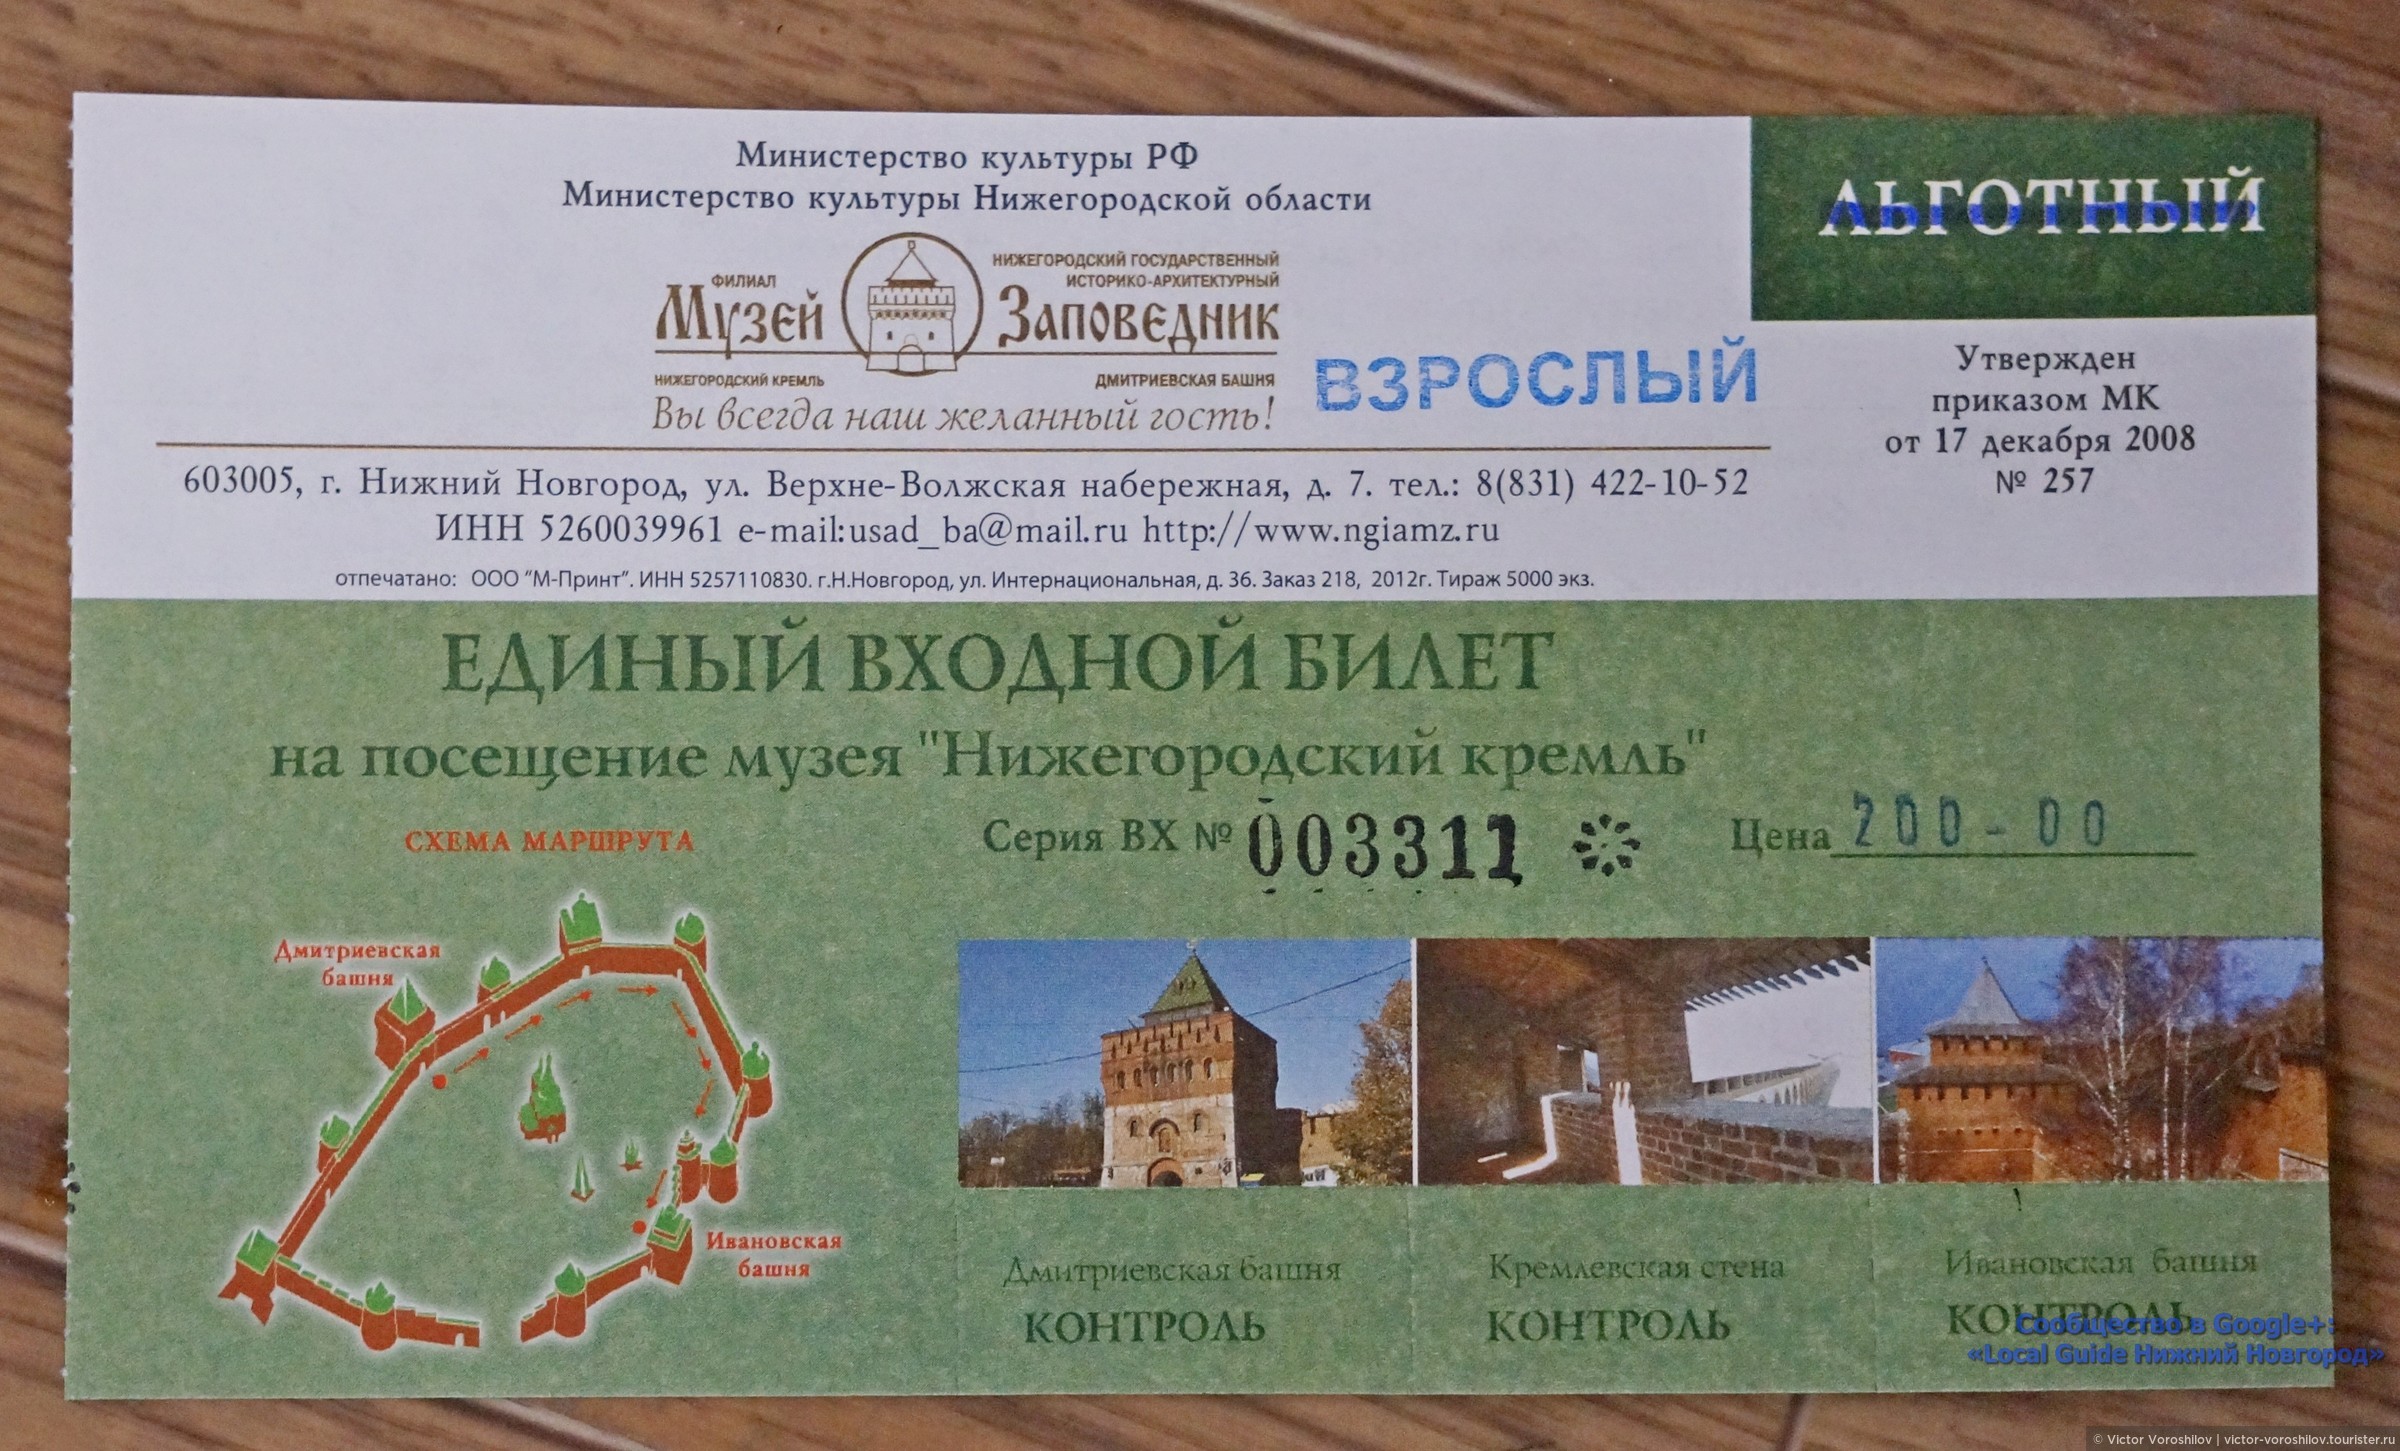 Министерство культуры РФ
Министерство культуры Нижегородской области
ЛЬГОТНЫЙ
ФИЛИАЛ
Музей
НИЖЕГОРОДСКИЙ ГОСУДАРСТВЕННЫЙ
ИСТОРИКО-АРХИТЕКТУРНЫЙ
Заповедник
НИЖЕГОРОДСКИЙ КРЕМЛЬ
ДМИТРИЕВСКАЯ БАШНЯ
Вы всегда наш желанный гость!
ВЗРОСЛЫЙ
Утвержден
приказом МК
от 17 декабря 2008
№ 257
603005, г. Нижний Новгород, ул. Верхне-Волжская набережная, д. 7. тел.: 8(831) 422-10-52
ИНН 5260039961 e-mail:usad_ba@mail.ru http://www.ngiamz.ru
отпечатано: ООО "М-Принт". ИНН 5257110830. г.Н.Новгород, ул. Интернациональная, д. 36. Заказ 218, 2012г. Тираж 5000 экз.
ЕДИНЫЙ ВХОДНОЙ БИЛЕТ
на посещение музея "Нижегородский кремль"
Серия ВХ № 003311
Цена 200-00
СХЕМА МАРШРУТА
Дмитриевская
башня
Ивановская
башня
Дмитриевская башня
КОНТРОЛЬ
Кремлевская стена
КОНТРОЛЬ
Ивановская башня
КОНТРОЛЬ
Сообщество в Google+:
«Local Guide Нижний Новгород»
© Victor Voroshilov | victor-voroshilov.tourister.ru